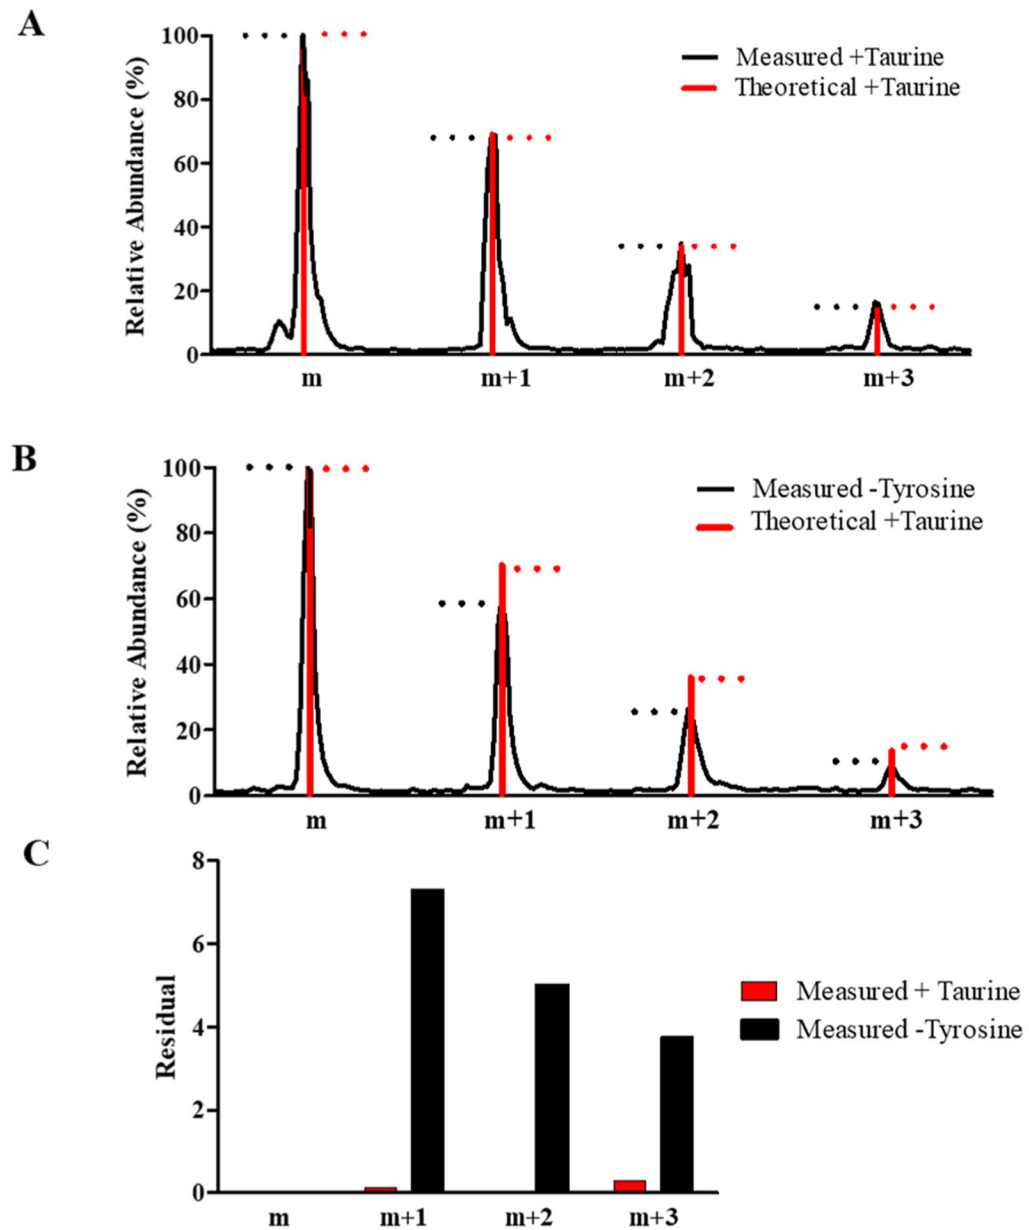 A
Relative Abundance (%)
100
80
60
40
20
0
Measured +Taurine
Theoretical +Taurine
m m+1 m+2 m+3
B
Relative Abundance (%)
100
80
60
40
20
0
Measured -Tyrosine
Theoretical +Taurine
m m+1 m+2 m+3
C
Residual
8
6
4
2
0
Measured + Taurine
Measured -Tyrosine
m m+1 m+2 m+3